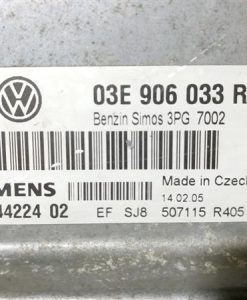 03E 906 033 R
Benzin Simos 3PG 7002
MENS
Made in Czech
4224 02
14.02.05
EF SJ8 507115 R405